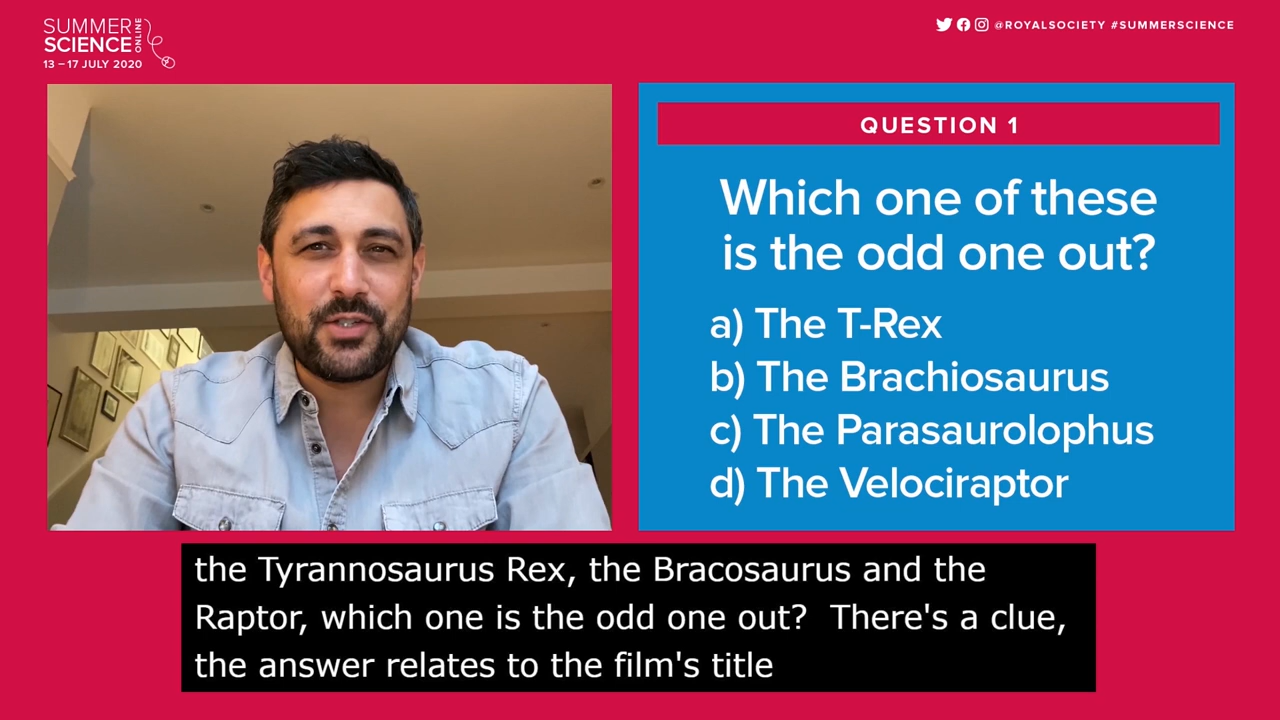 SUMMER
SCIENCE
ONLINE
13 – 17 JULY 2020
@ROYALSOCIETY #SUMMERSCIENCE
QUESTION 1
Which one of these
is the odd one out?
a) The T-Rex
b) The Brachiosaurus
c) The Parasaurolophus
d) The Velociraptor
the Tyrannosaurus Rex, the Bracosaurus and the
Raptor, which one is the odd one out?  There's a clue,
the answer relates to the film's title